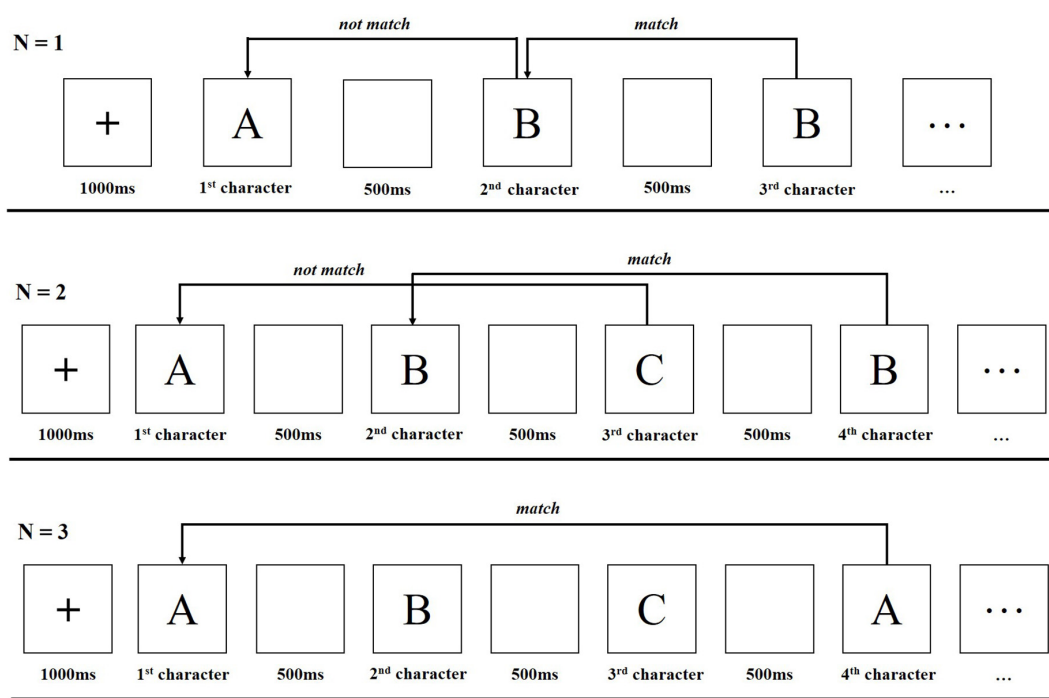 not match match
N = 1
+ A B B ···
1000ms 1st character 500ms 2nd character 500ms 3rd character ...
not match match
N = 2
+ A B C B ···
1000ms 1st character 500ms 2nd character 500ms 3rd character 500ms 4th character ...
match
N = 3
+ A B C A ···
1000ms 1st character 500ms 2nd character 500ms 3rd character 500ms 4th character ...